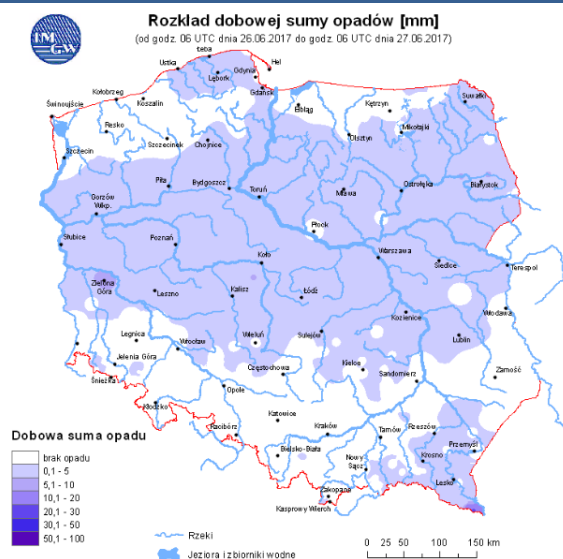 IM
GW
Rozkład dobowej sumy opadów [mm]
(od godz. 06 UTC dnia 26.06.2017 do godz. 06 UTC dnia 27.06.2017)
Łeba
Ustka
Hel
Gdynia
Lębork
Gdańsk
Kołobrzeg
Koszalin
Elbląg
Kętrzyn
Suwałki
Świnoujście
Resko
Szczecinek
Chojnice
Olsztyn
Mikołajki
Szczecin
Piła
Bydgoszcz
Toruń
Mława
Ostrołęka
Białystok
Gorzów
Wlkp.
Płock
Słubice
Poznań
Koło
Warszawa
Siedlce
Terespol
Zielona
Góra
Leszno
Kalisz
Łódź
Kozienice
Włodawa
Legnica
Wrocław
Wieluń
Sulejów
Lublin
Jelenia Góra
Śnieżka
Częstochowa
Kielce
Sandomierz
Zamość
Opole
Kłodzko
Katowice
Racibórz
Kraków
Tarnów
Rzeszów
Przemyśl
Bielsko-Biała
Nowy
Sącz
Krosno
Lesko
Zakopane
Kasprowy Wierch
Dobowa suma opadu
brak opadu
0,1 - 5
5,1 - 10
10,1 - 20
20,1 - 30
30,1 - 50
50,1 - 100
Rzeki
Jeziora i zbiorniki wodne
0 25 50 100 150 km